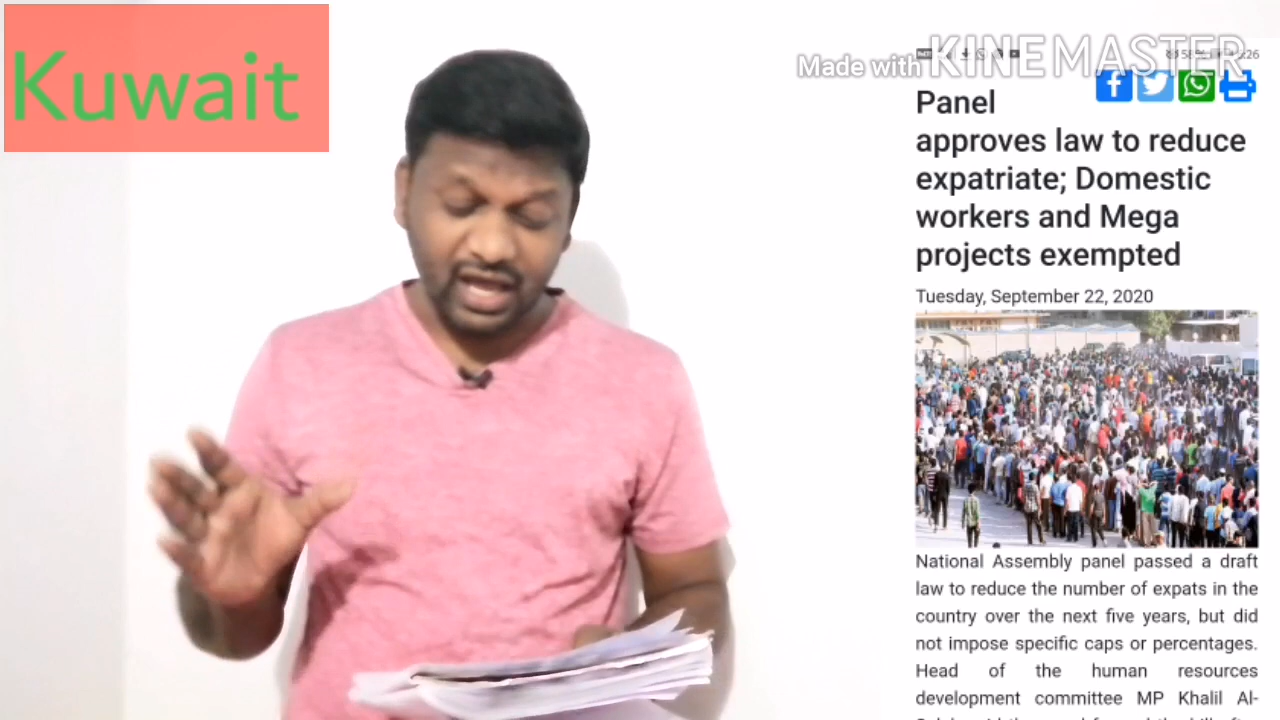 Kuwait
Made with KINEMASTER
Panel
approves law to reduce
expatriate; Domestic
workers and Mega
projects exempted
Tuesday, September 22, 2020
National Assembly panel passed a draft
law to reduce the number of expats in the
country over the next five years, but did
not impose specific caps or percentages.
Head of the human resources
development committee MP Khalil Al-